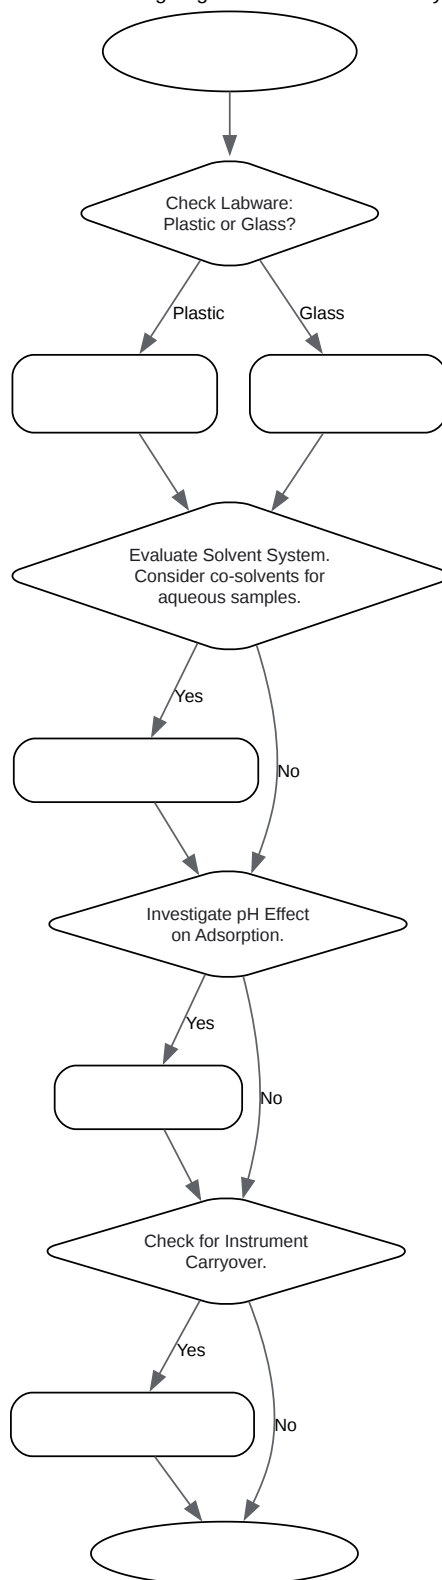 Check Labware:
Plastic or Glass?
Plastic
Glass
Evaluate Solvent System.
Consider co-solvents for
aqueous samples.
Yes
No
Investigate pH Effect
on Adsorption.
Yes
No
Check for Instrument
Carryover.
Yes
No